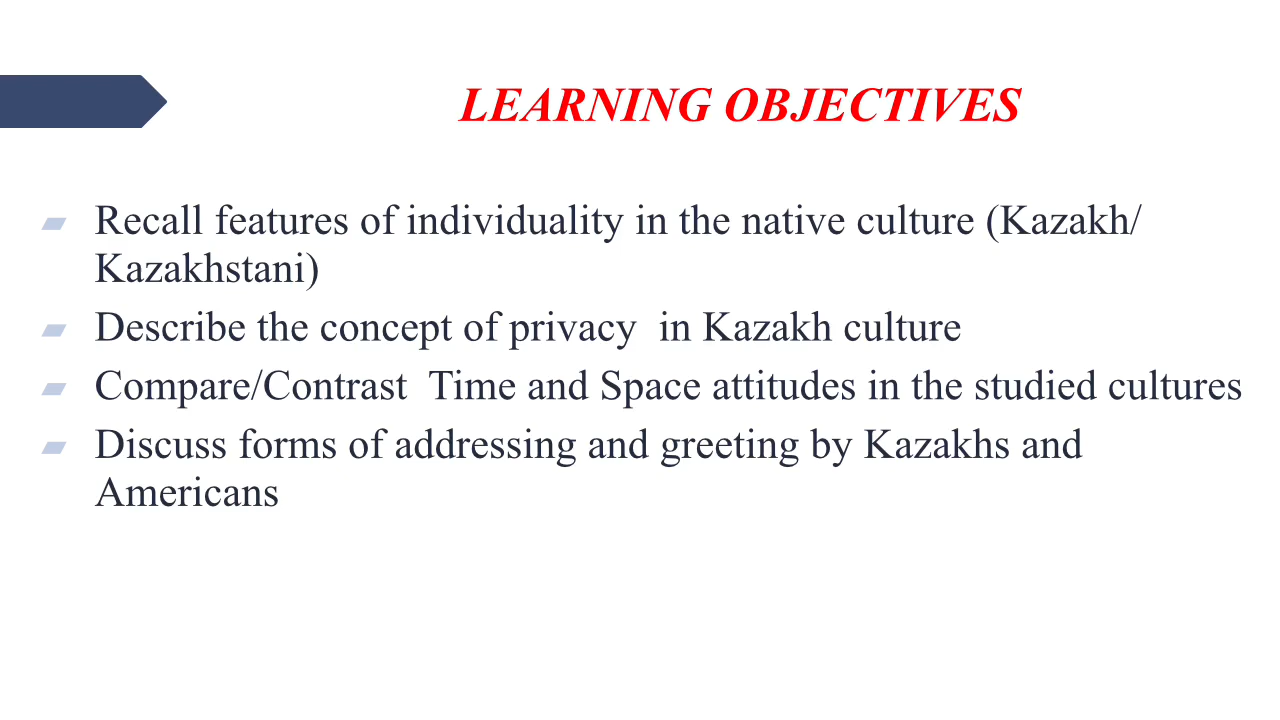 LEARNING OBJECTIVES
Recall features of individuality in the native culture (Kazakh/
Kazakhstani)
Describe the concept of privacy  in Kazakh culture
Compare/Contrast  Time and Space attitudes in the studied cultures
Discuss forms of addressing and greeting by Kazakhs and
Americans